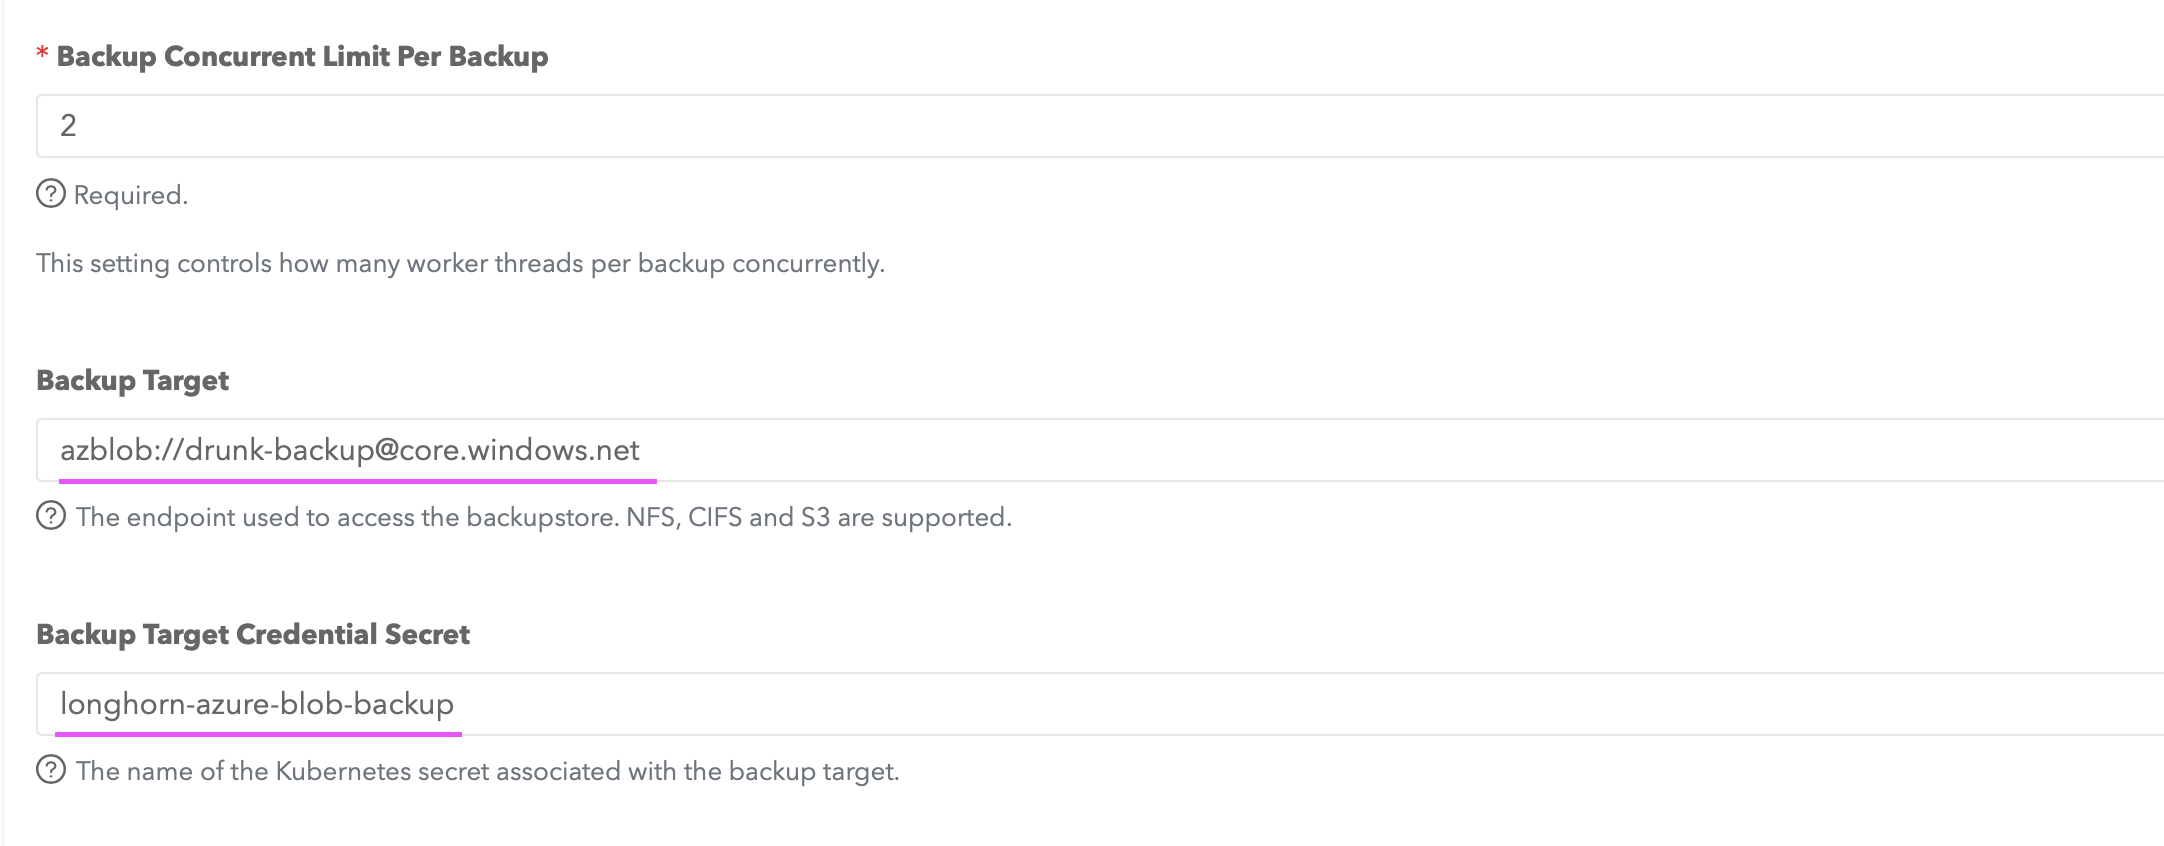 * Backup Concurrent Limit Per Backup
2
Required.
This setting controls how many worker threads per backup concurrently.
Backup Target
azblob://drunk-backup@core.windows.net
The endpoint used to access the backupstore. NFS, CIFS and S3 are supported.
Backup Target Credential Secret
longhorn-azure-blob-backup
The name of the Kubernetes secret associated with the backup target.